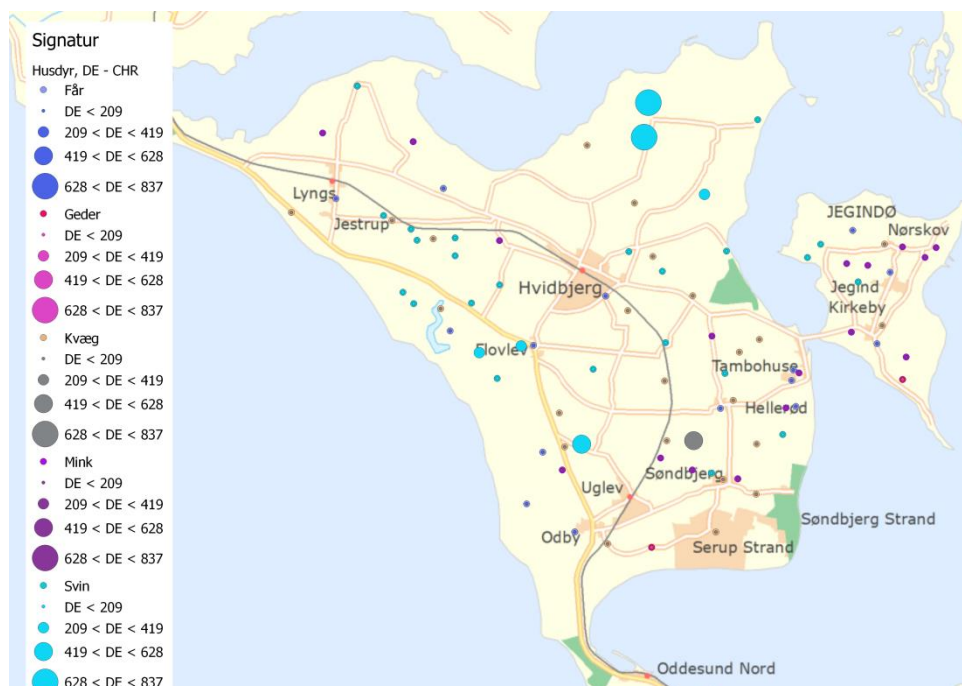 Signatur
Husdyr, DE - CHR
Får
DE < 209
209 < DE < 419
419 < DE < 628
628 < DE < 837
Geder
DE < 209
209 < DE < 419
419 < DE < 628
628 < DE < 837
Kvæg
DE < 209
209 < DE < 419
419 < DE < 628
628 < DE < 837
Mink
DE < 209
209 < DE < 419
419 < DE < 628
628 < DE < 837
Svin
DE < 209
209 < DE < 419
419 < DE < 628
628 < DE < 837
Lyngs
Jestrup
JEGINDØ
Nørskov
Hvidbjerg
Jegind
Kirkeby
Flovlev
Tambohuse
Hellerød
Søndbjerg
Uglev
Søndbjerg Strand
Odby
Serup Strand
Oddesund Nord